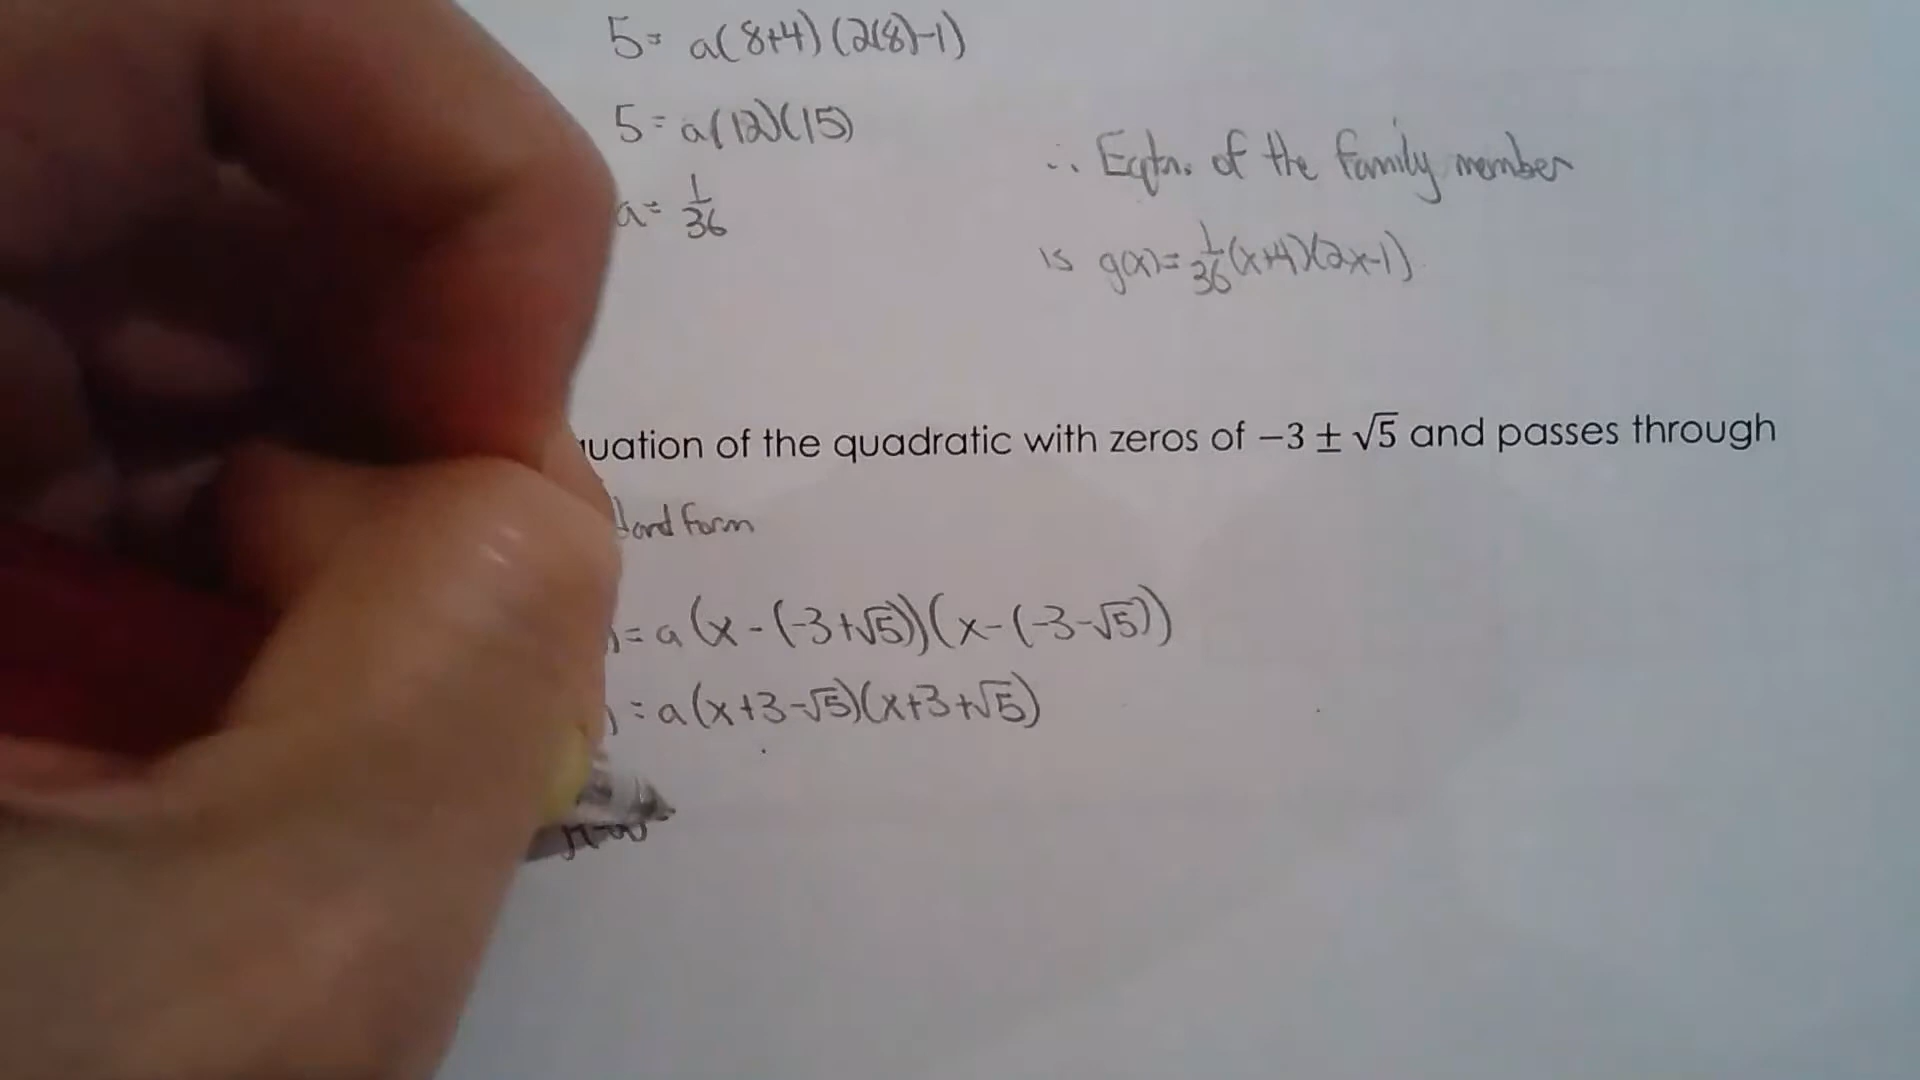 5 = a(8+4)(2(8)-1)
5 = a(12)(15)
a = 1/36
∴ Eqtn. of the family member
is g(x) = 1/36(x+4)(2x-1)
uation of the quadratic with zeros of −3 ± √5 and passes through
dard form
) = a(x-(-3+√5))(x-(-3-√5))
) = a(x+3-√5)(x+3+√5)